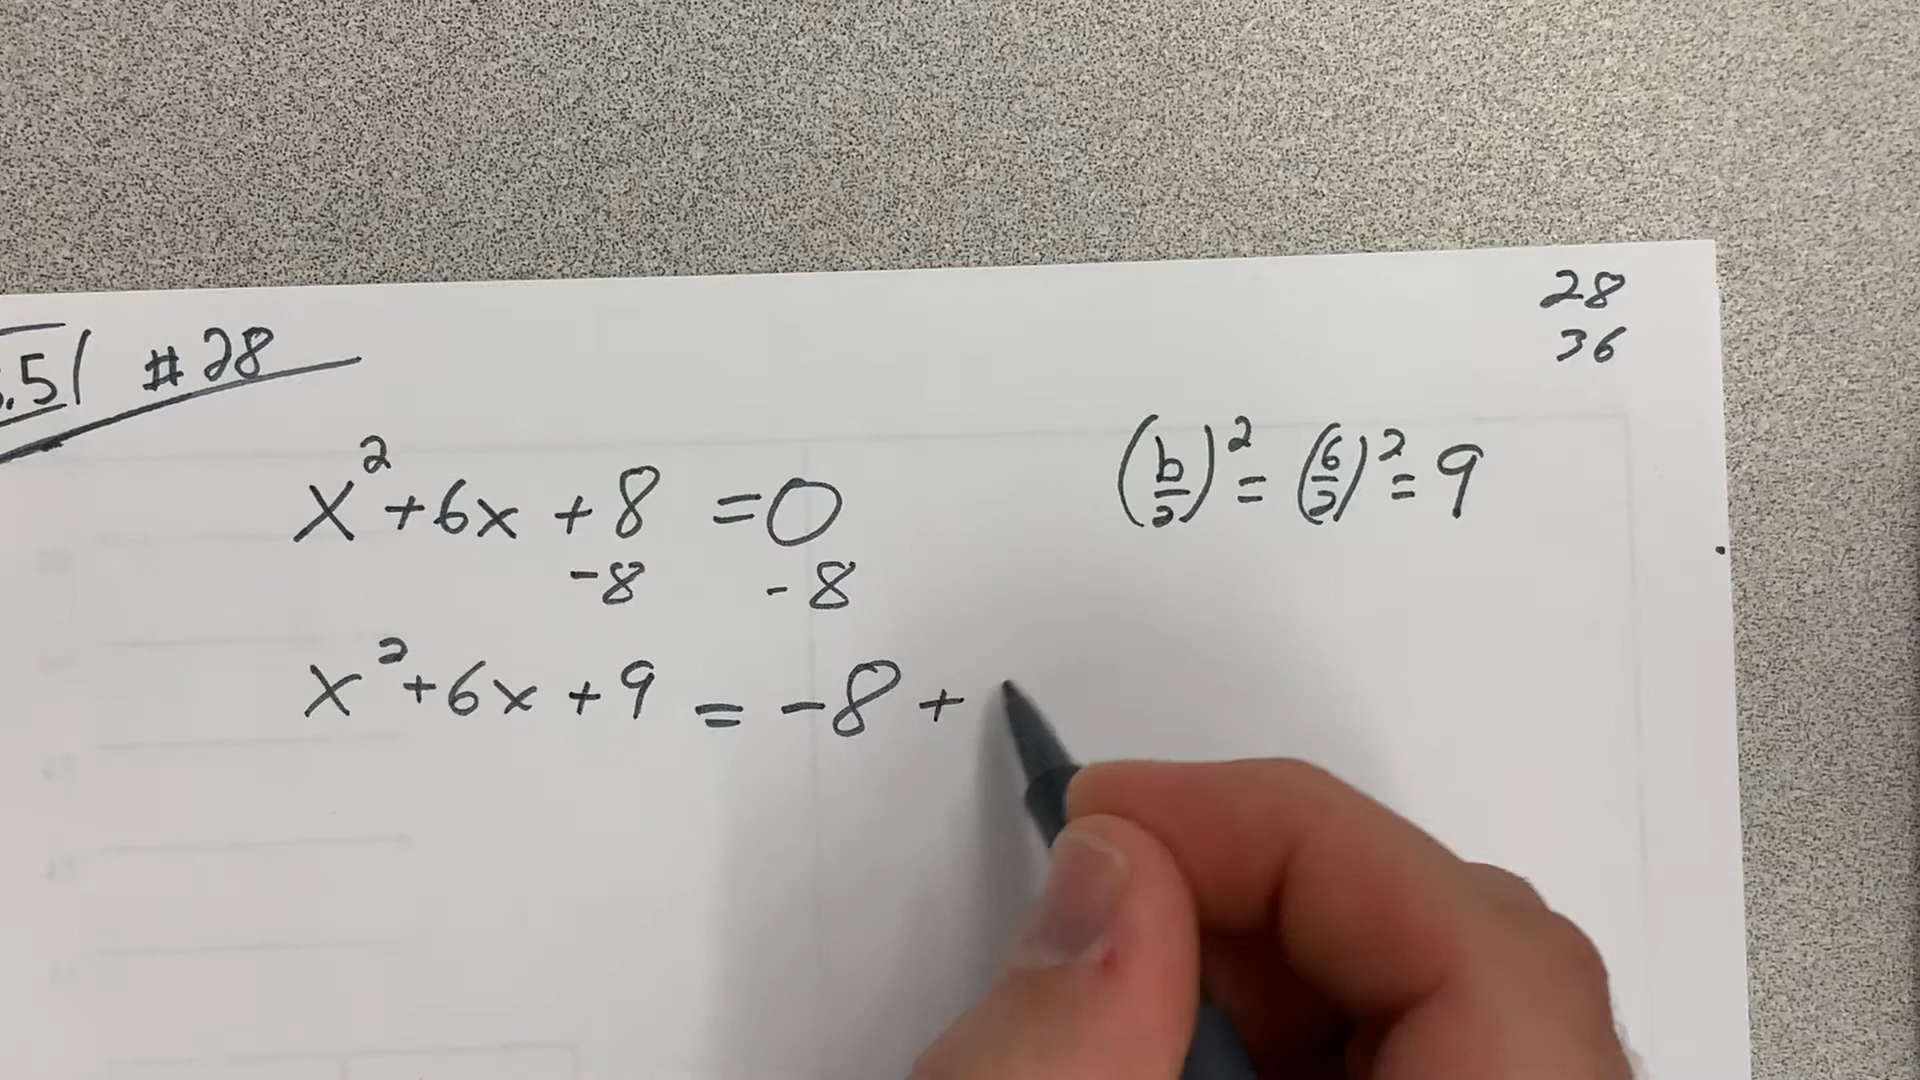 .5 #28
28
36
x²+6x+8=0
-8 -8
(b/2)²=(6/2)²=9
x²+6x+9=-8+